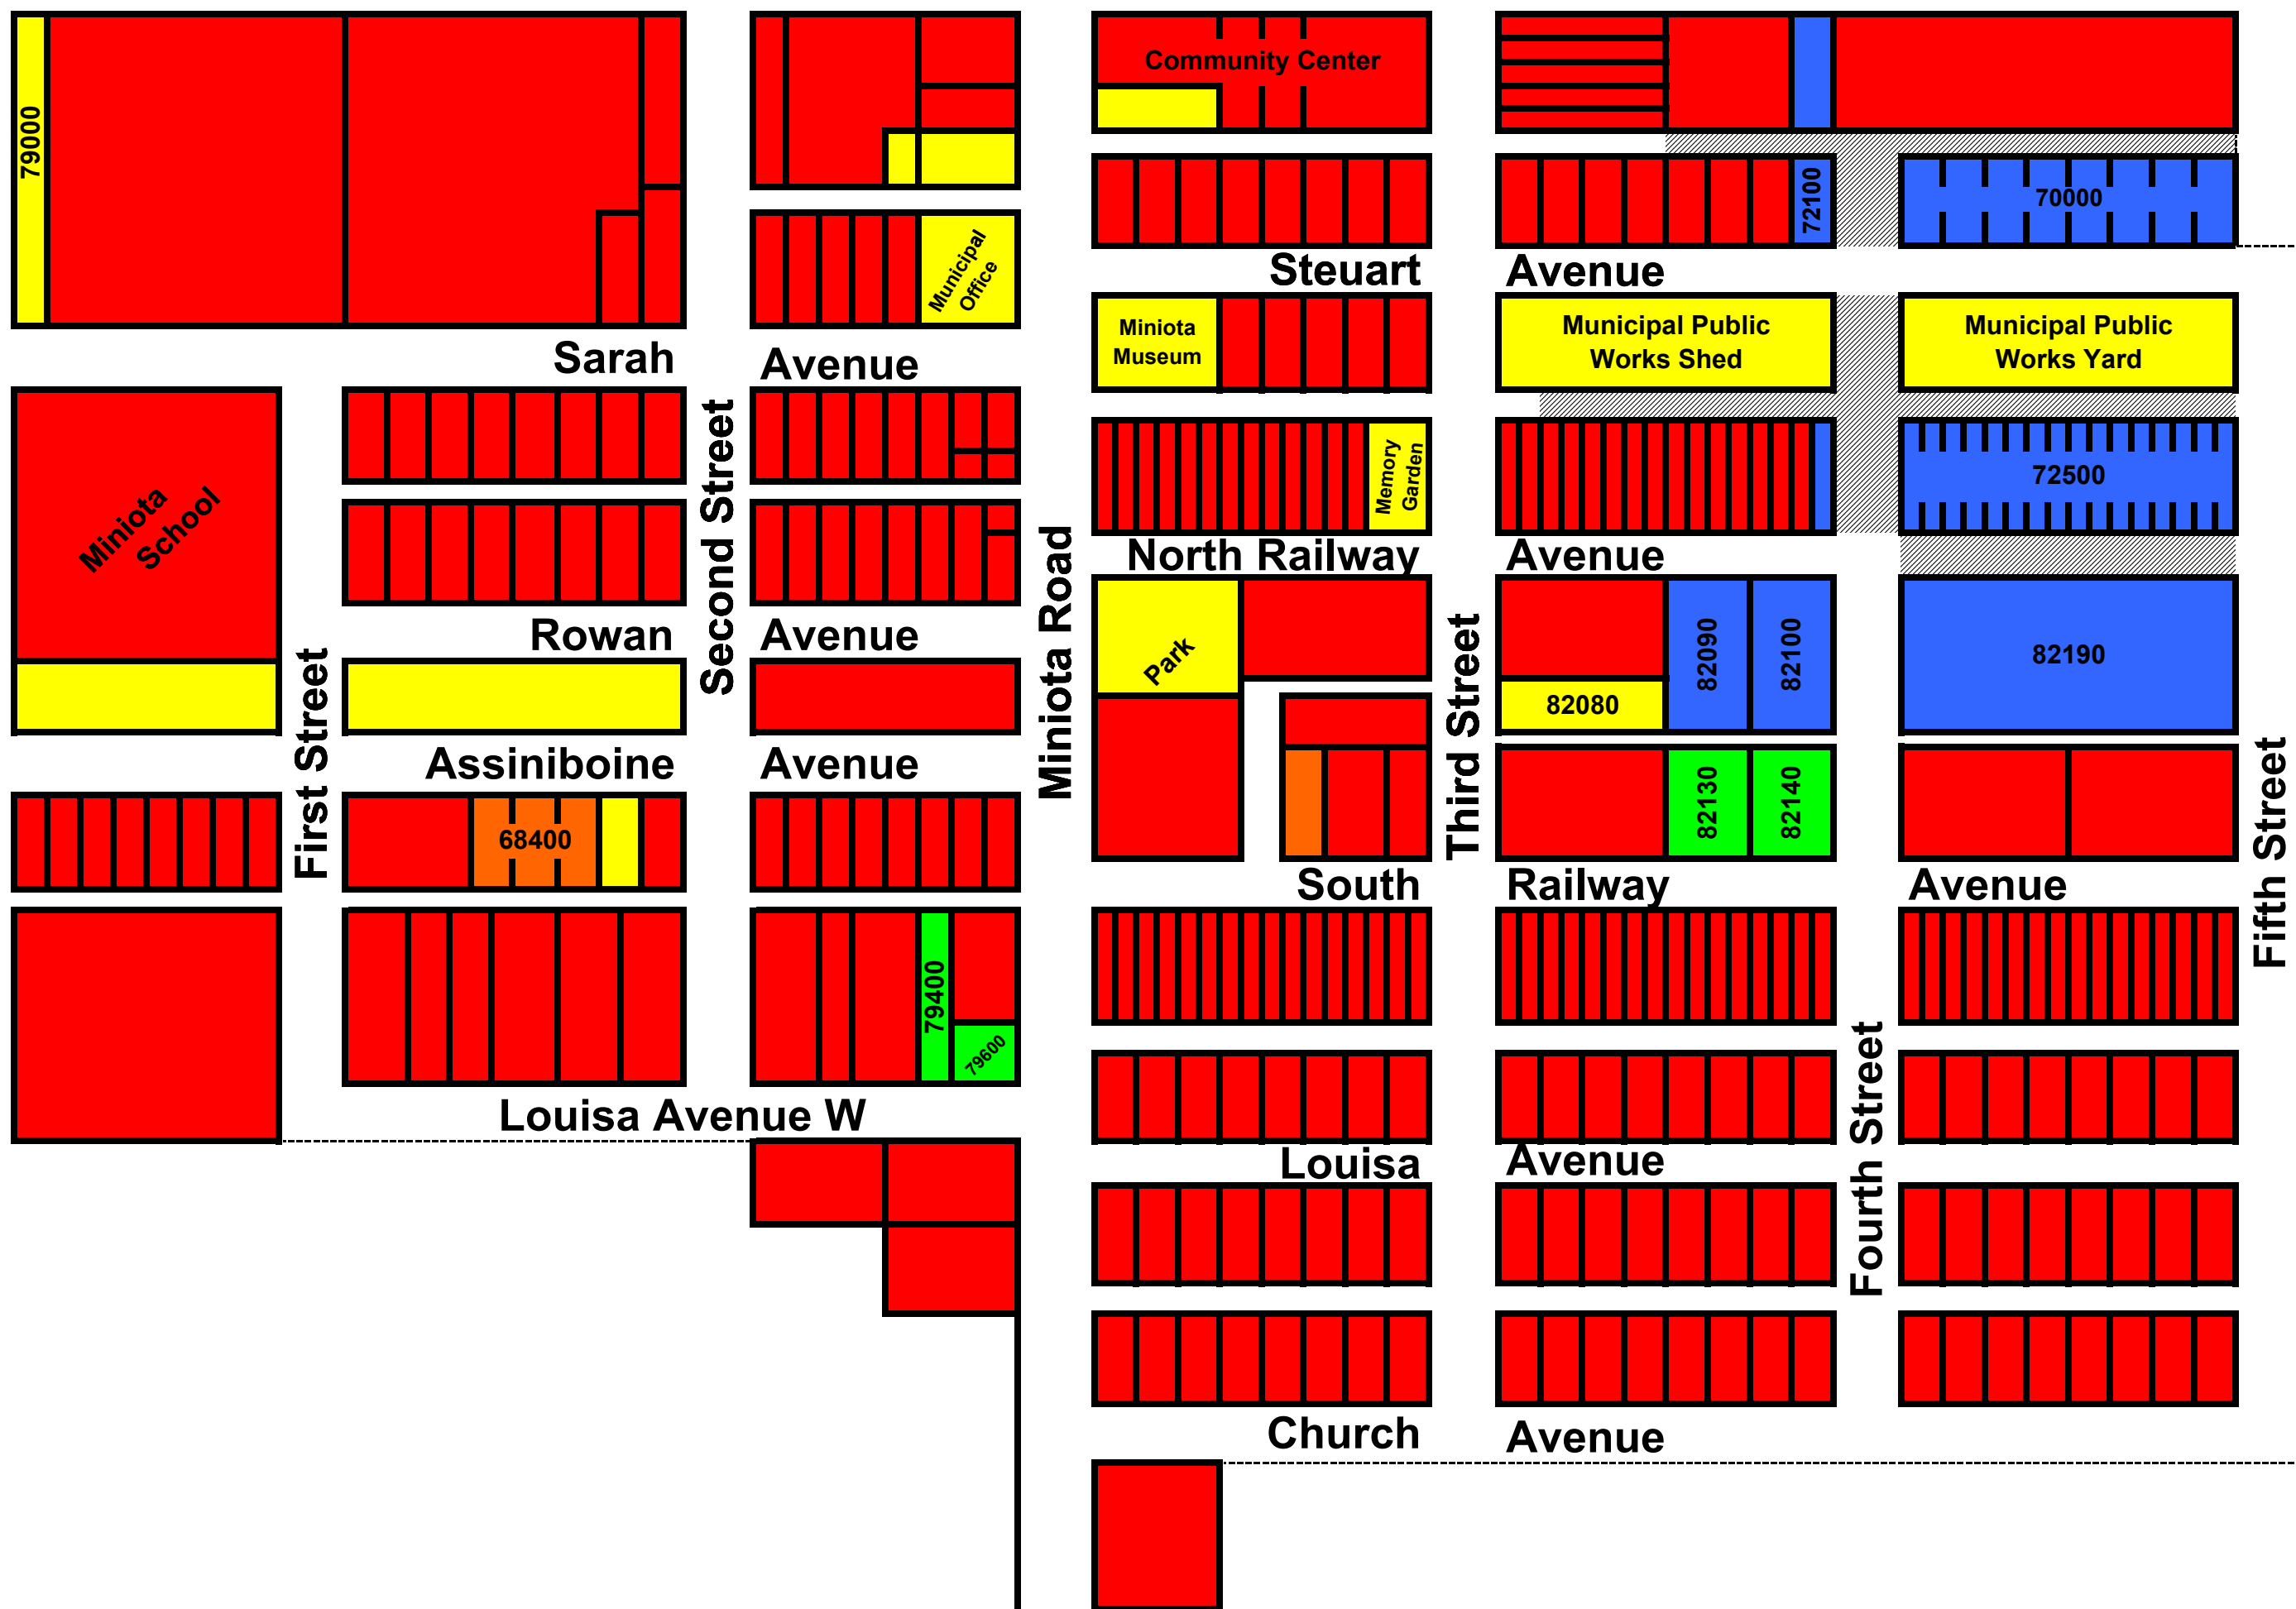 Community Center
79000
72100
70000
Municipal
Office
Steuart Avenue
Miniota
Museum
Municipal Public
Works Shed
Municipal Public
Works Yard
Sarah Avenue
Memory
Garden
72500
Miniota
School
Second Street
North Railway Avenue
Miniota Road
Rowan Avenue
Park
Third Street
82080
82090
82100
82190
First Street
Assiniboine Avenue
82130
82140
Fifth Street
68400
South Railway Avenue
79400
79600
Louisa Avenue W
Fourth Street
Louisa Avenue
Church Avenue